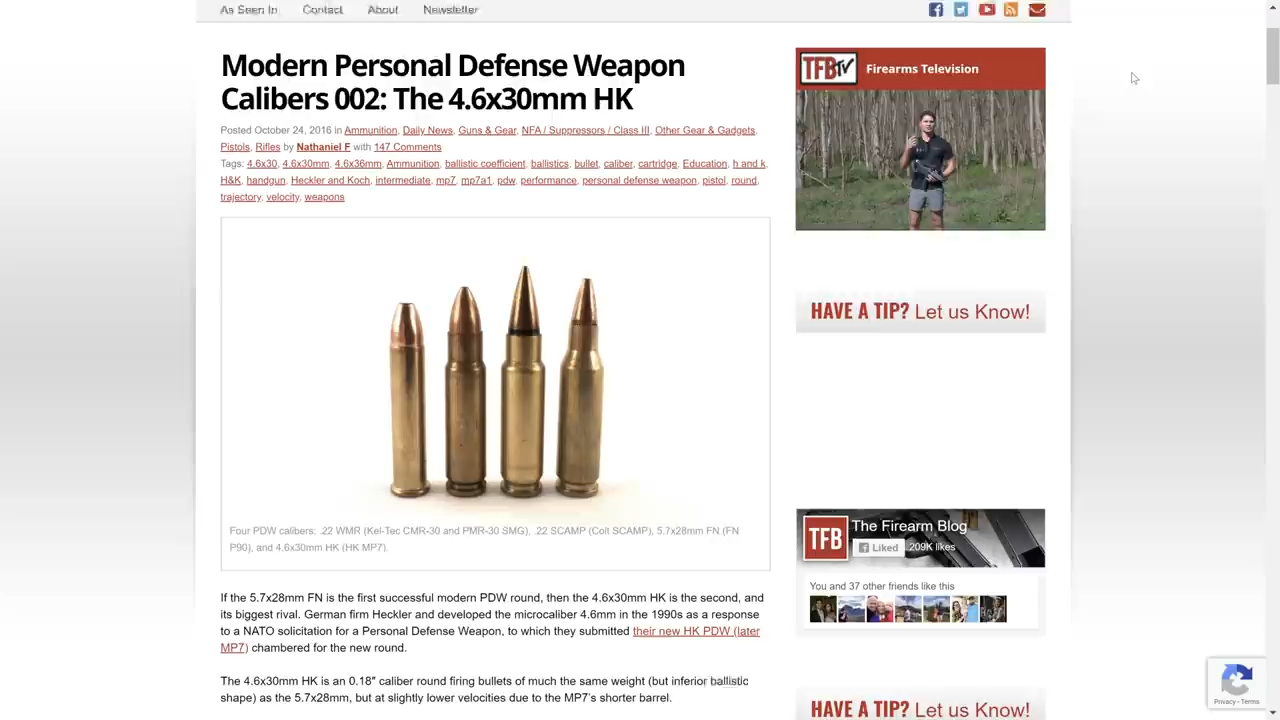 As Seen In Contact About Newsletter
Modern Personal Defense Weapon
Calibers 002: The 4.6x30mm HK
Posted October 24, 2016 in Ammunition, Daily News, Guns & Gear, NFA / Suppressors / Class III, Other Gear & Gadgets,
Pistols, Rifles by Nathaniel F with 147 Comments
Tags: 4.6x30, 4.6x30mm, 4.6x36mm, Ammunition, ballistic coefficient, ballistics, bullet, caliber, cartridge, Education, h and k,
H&K, handgun, Heckler and Koch, intermediate, mp7, mp7a1, pdw, performance, personal defense weapon, pistol, round,
trajectory, velocity, weapons
Four PDW calibers: .22 WMR (Kel-Tec CMR-30 and PMR-30 SMG), .22 SCAMP (Colt SCAMP), 5.7x28mm FN (FN
P90), and 4.6x30mm HK (HK MP7).
If the 5.7x28mm FN is the first successful modern PDW round, then the 4.6x30mm HK is the second, and
its biggest rival. German firm Heckler and developed the microcaliber 4.6mm in the 1990s as a response
to a NATO solicitation for a Personal Defense Weapon, to which they submitted their new HK PDW (later
MP7) chambered for the new round.
The 4.6x30mm HK is an 0.18″ caliber round firing bullets of much the same weight (but inferior ballistic
shape) as the 5.7x28mm, but at slightly lower velocities due to the MP7's shorter barrel.
TFBTV Firearms Television
HAVE A TIP? Let us Know!
TFB
The Firearm Blog
Liked 209K likes
You and 37 other friends like this
HAVE A TIP? Let us Know!
Privacy - Terms